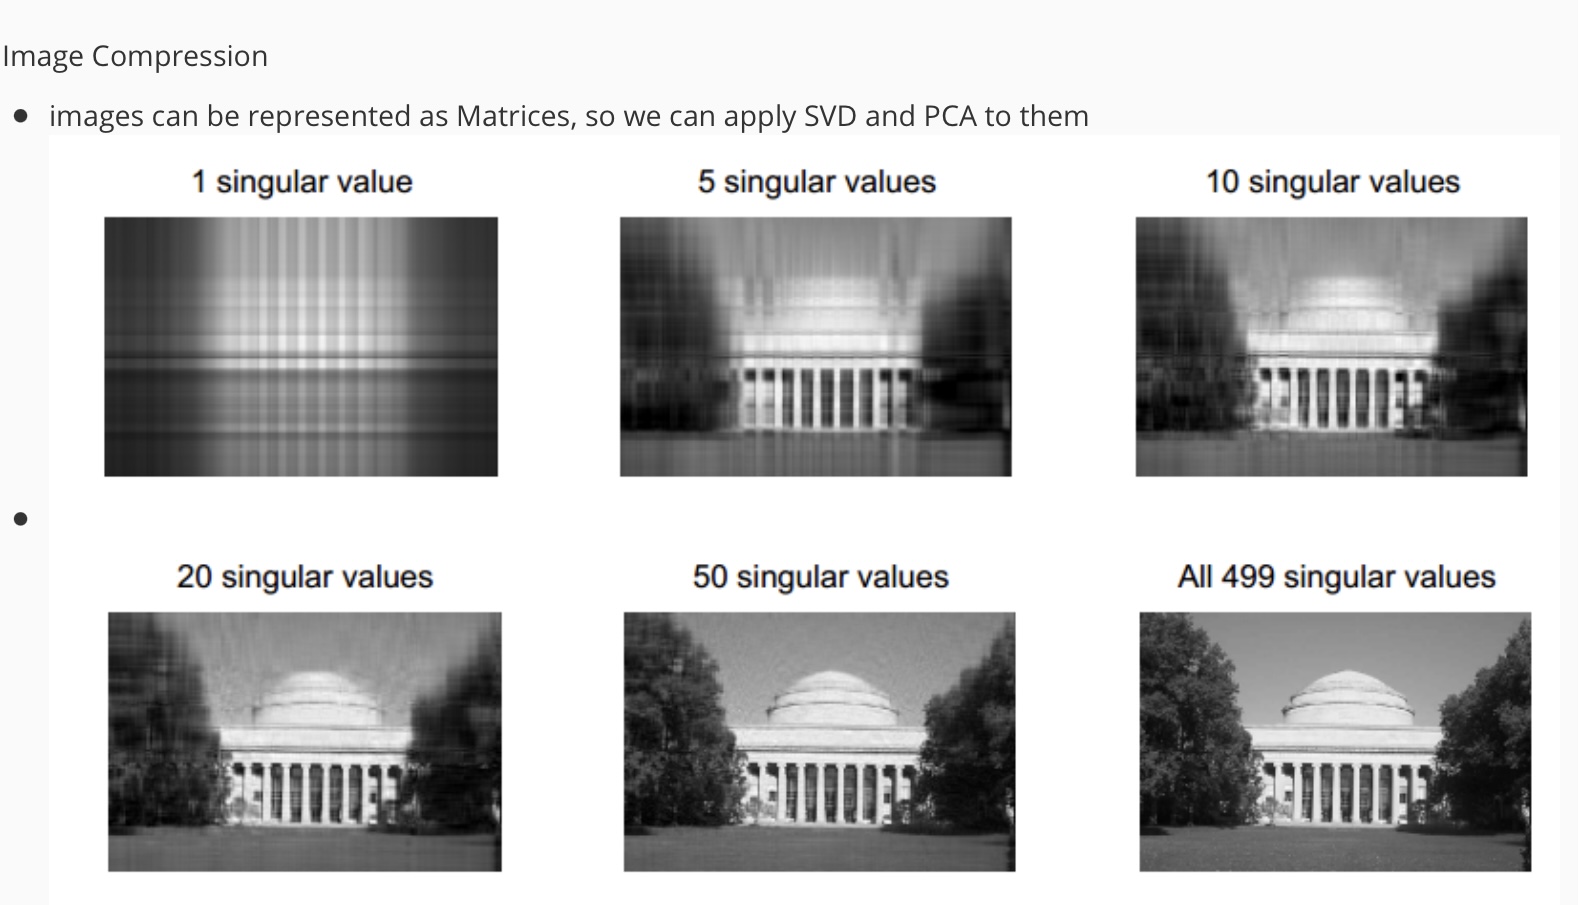 Image Compression
images can be represented as Matrices, so we can apply SVD and PCA to them
1 singular value
5 singular values
10 singular values
20 singular values
50 singular values
All 499 singular values